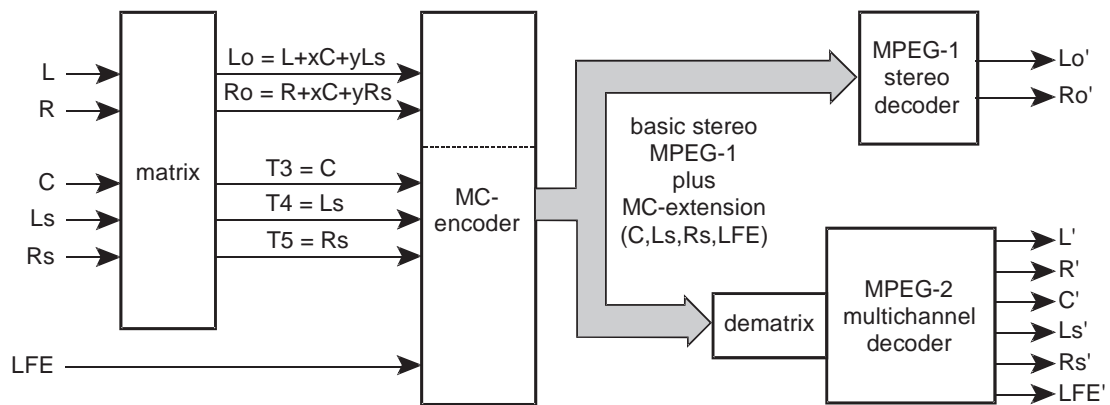 L
R
C
Ls
Rs
LFE
matrix
Lo = L+xC+yLs
Ro = R+xC+yRs
T3 = C
T4 = Ls
T5 = Rs
MC-
encoder
basic stereo
MPEG-1
plus
MC-extension
(C,Ls,Rs,LFE)
MPEG-1
stereo
decoder
Lo'
Ro'
dematrix
MPEG-2
multichannel
decoder
L'
R'
C'
Ls'
Rs'
LFE'